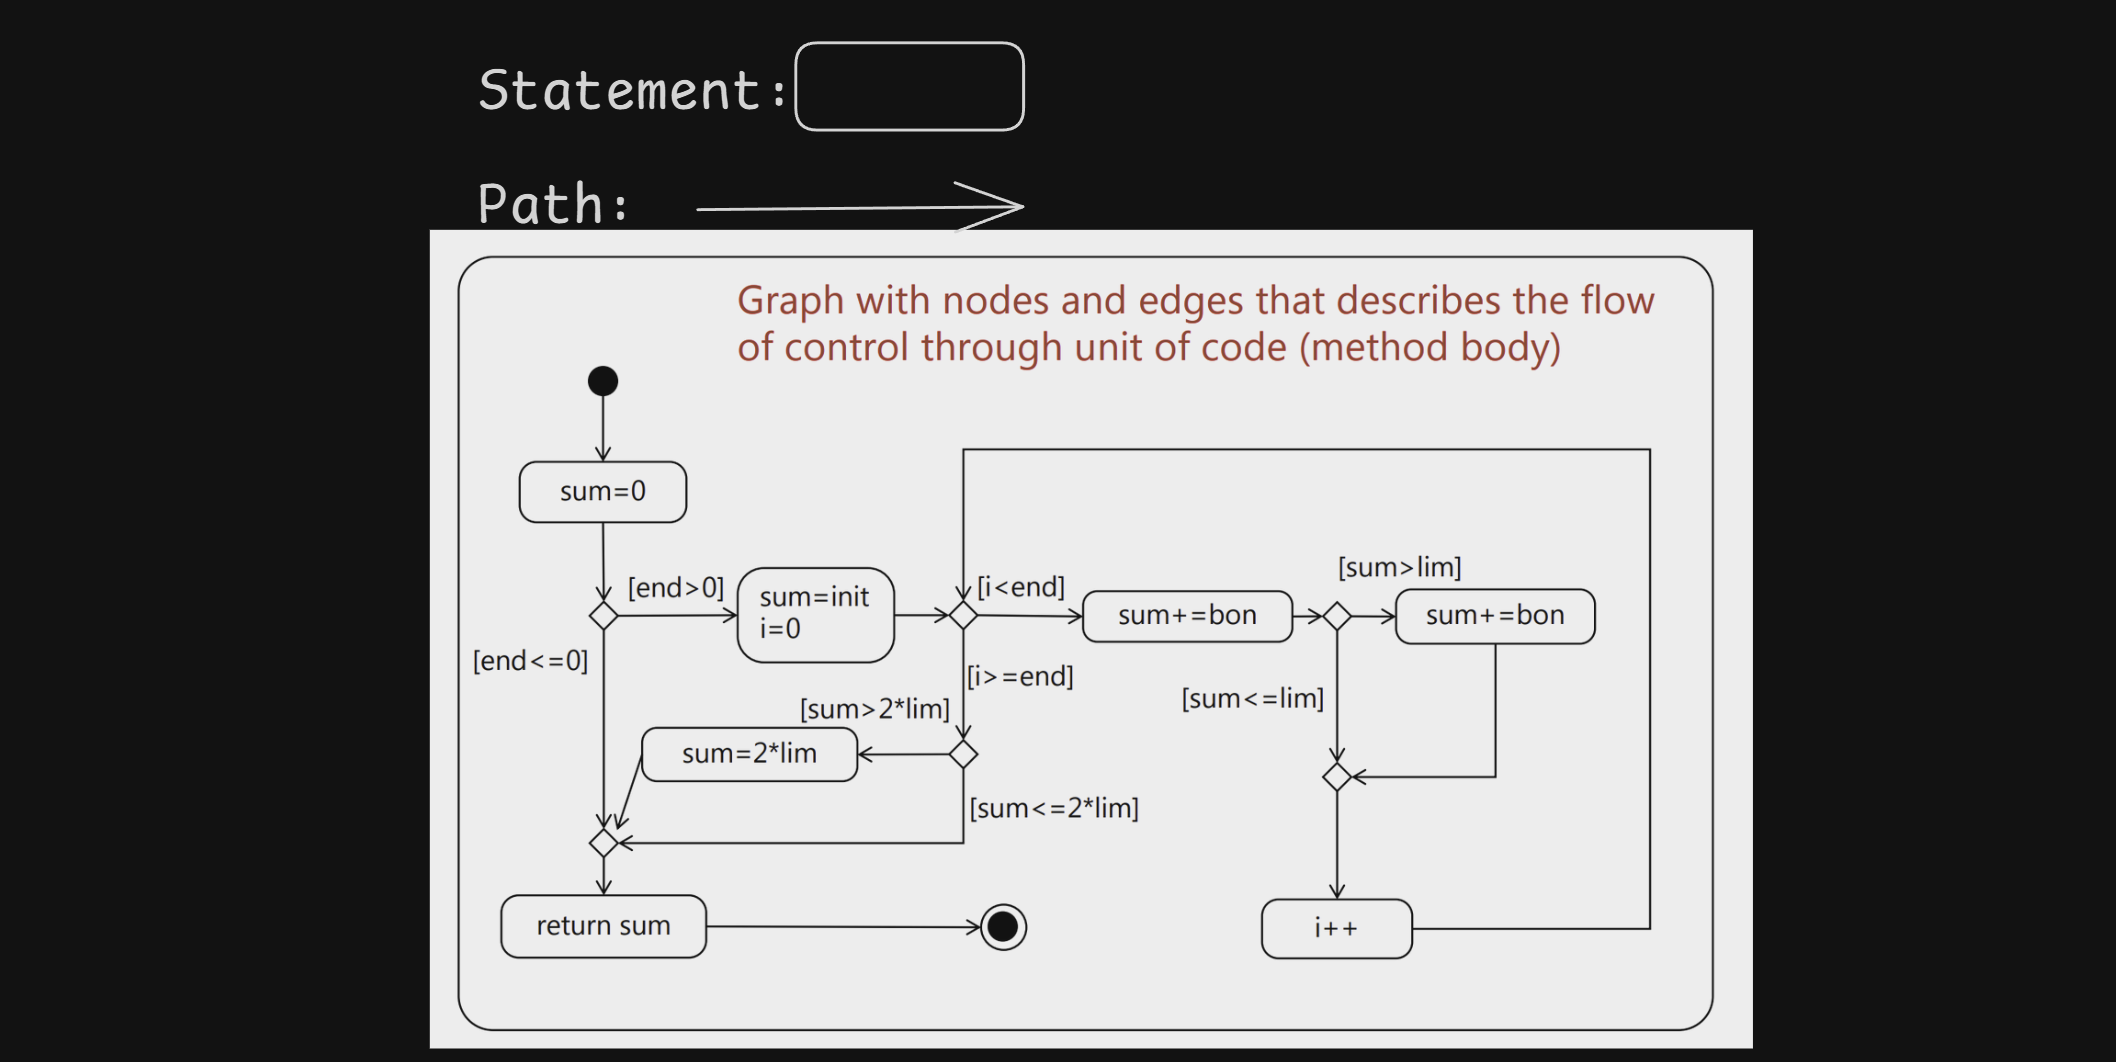 Statement:
Path:
Graph with nodes and edges that describes the flow
of control through unit of code (method body)
sum=0
[end>0]
sum=init
i=0
[i<end]
sum+=bon
[sum>lim]
sum+=bon
[end<=0]
[i>=end]
[sum<=lim]
[sum>2*lim]
sum=2*lim
[sum<=2*lim]
return sum
i++